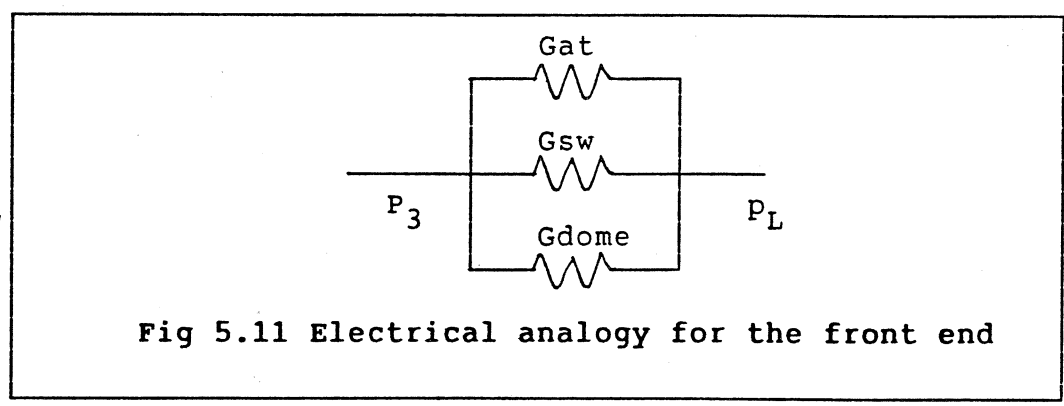 Gat
Gsw
P3
pL
Gdome
Fig 5.11 Electrical analogy for the front end